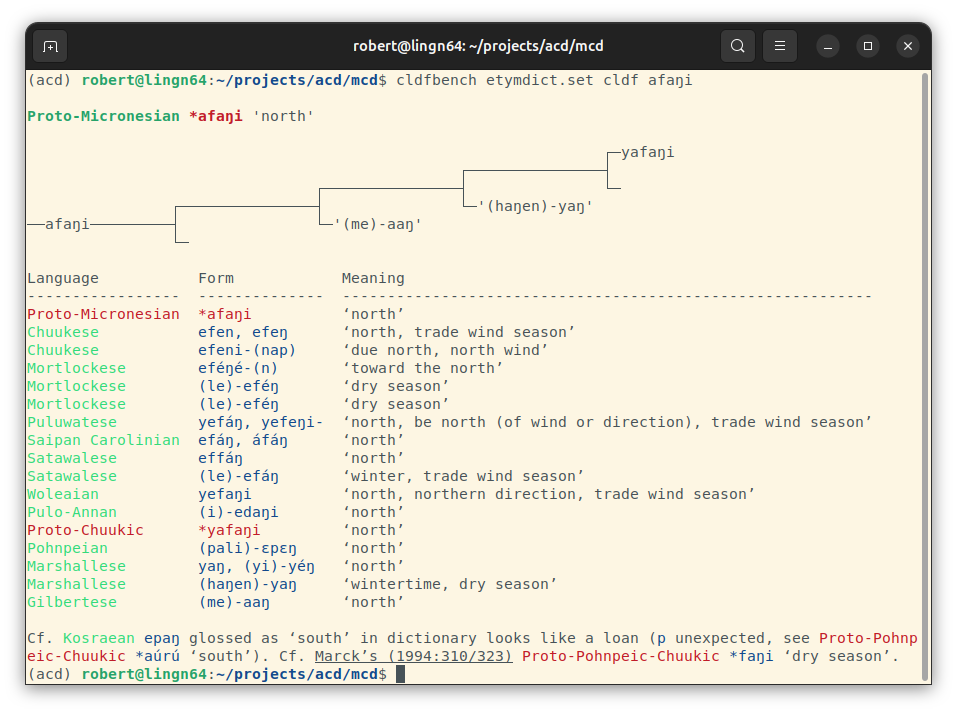 robert@lingn64: ~/projects/acd/mcd
(acd) robert@lingn64:~/projects/acd/mcd$ cldfbench etymdict.set cldf afaŋi
Proto-Micronesian *afaŋi 'north'
yafaŋi
'(haŋen)-yaŋ'
afaŋi '(me)-aaŋ'
Language Form Meaning
----------------- -------------- -----------------------------------------------------------
Proto-Micronesian *afaŋi ‘north’
Chuukese efen, efeŋ ‘north, trade wind season’
Chuukese efeni-(nap) ‘due north, north wind’
Mortlockese eféŋé-(n) ‘toward the north’
Mortlockese (le)-eféŋ ‘dry season’
Mortlockese (le)-eféŋ ‘dry season’
Puluwatese yefáŋ, yefeŋi- ‘north, be north (of wind or direction), trade wind season’
Saipan Carolinian efáŋ, áfáŋ ‘north’
Satawalese effáŋ ‘north’
Satawalese (le)-efáŋ ‘winter, trade wind season’
Woleaian yefaŋi ‘north, northern direction, trade wind season’
Pulo-Annan (i)-edaŋi ‘north’
Proto-Chuukic *yafaŋi ‘north’
Pohnpeian (pali)-ɛpɛŋ ‘north’
Marshallese yaŋ, (yi)-yéŋ ‘north’
Marshallese (haŋen)-yaŋ ‘wintertime, dry season’
Gilbertese (me)-aaŋ ‘north’
Cf. Kosraean epaŋ glossed as ‘south’ in dictionary looks like a loan (p unexpected, see Proto-Pohnp
eic-Chuukic *aúrú ‘south’). Cf. Marck’s (1994:310/323) Proto-Pohnpeic-Chuukic *faŋi ‘dry season’.
(acd) robert@lingn64:~/projects/acd/mcd$